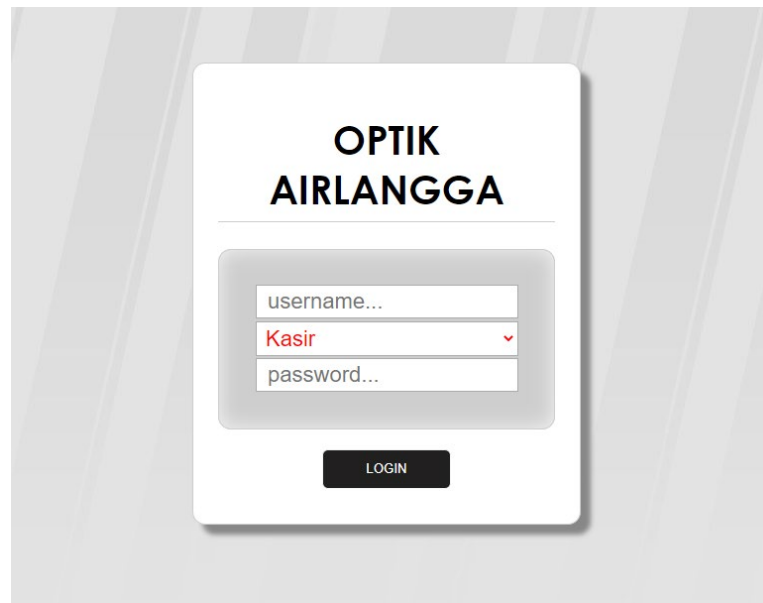 OPTIK
AIRLANGGA
username...
Kasir
password...
LOGIN